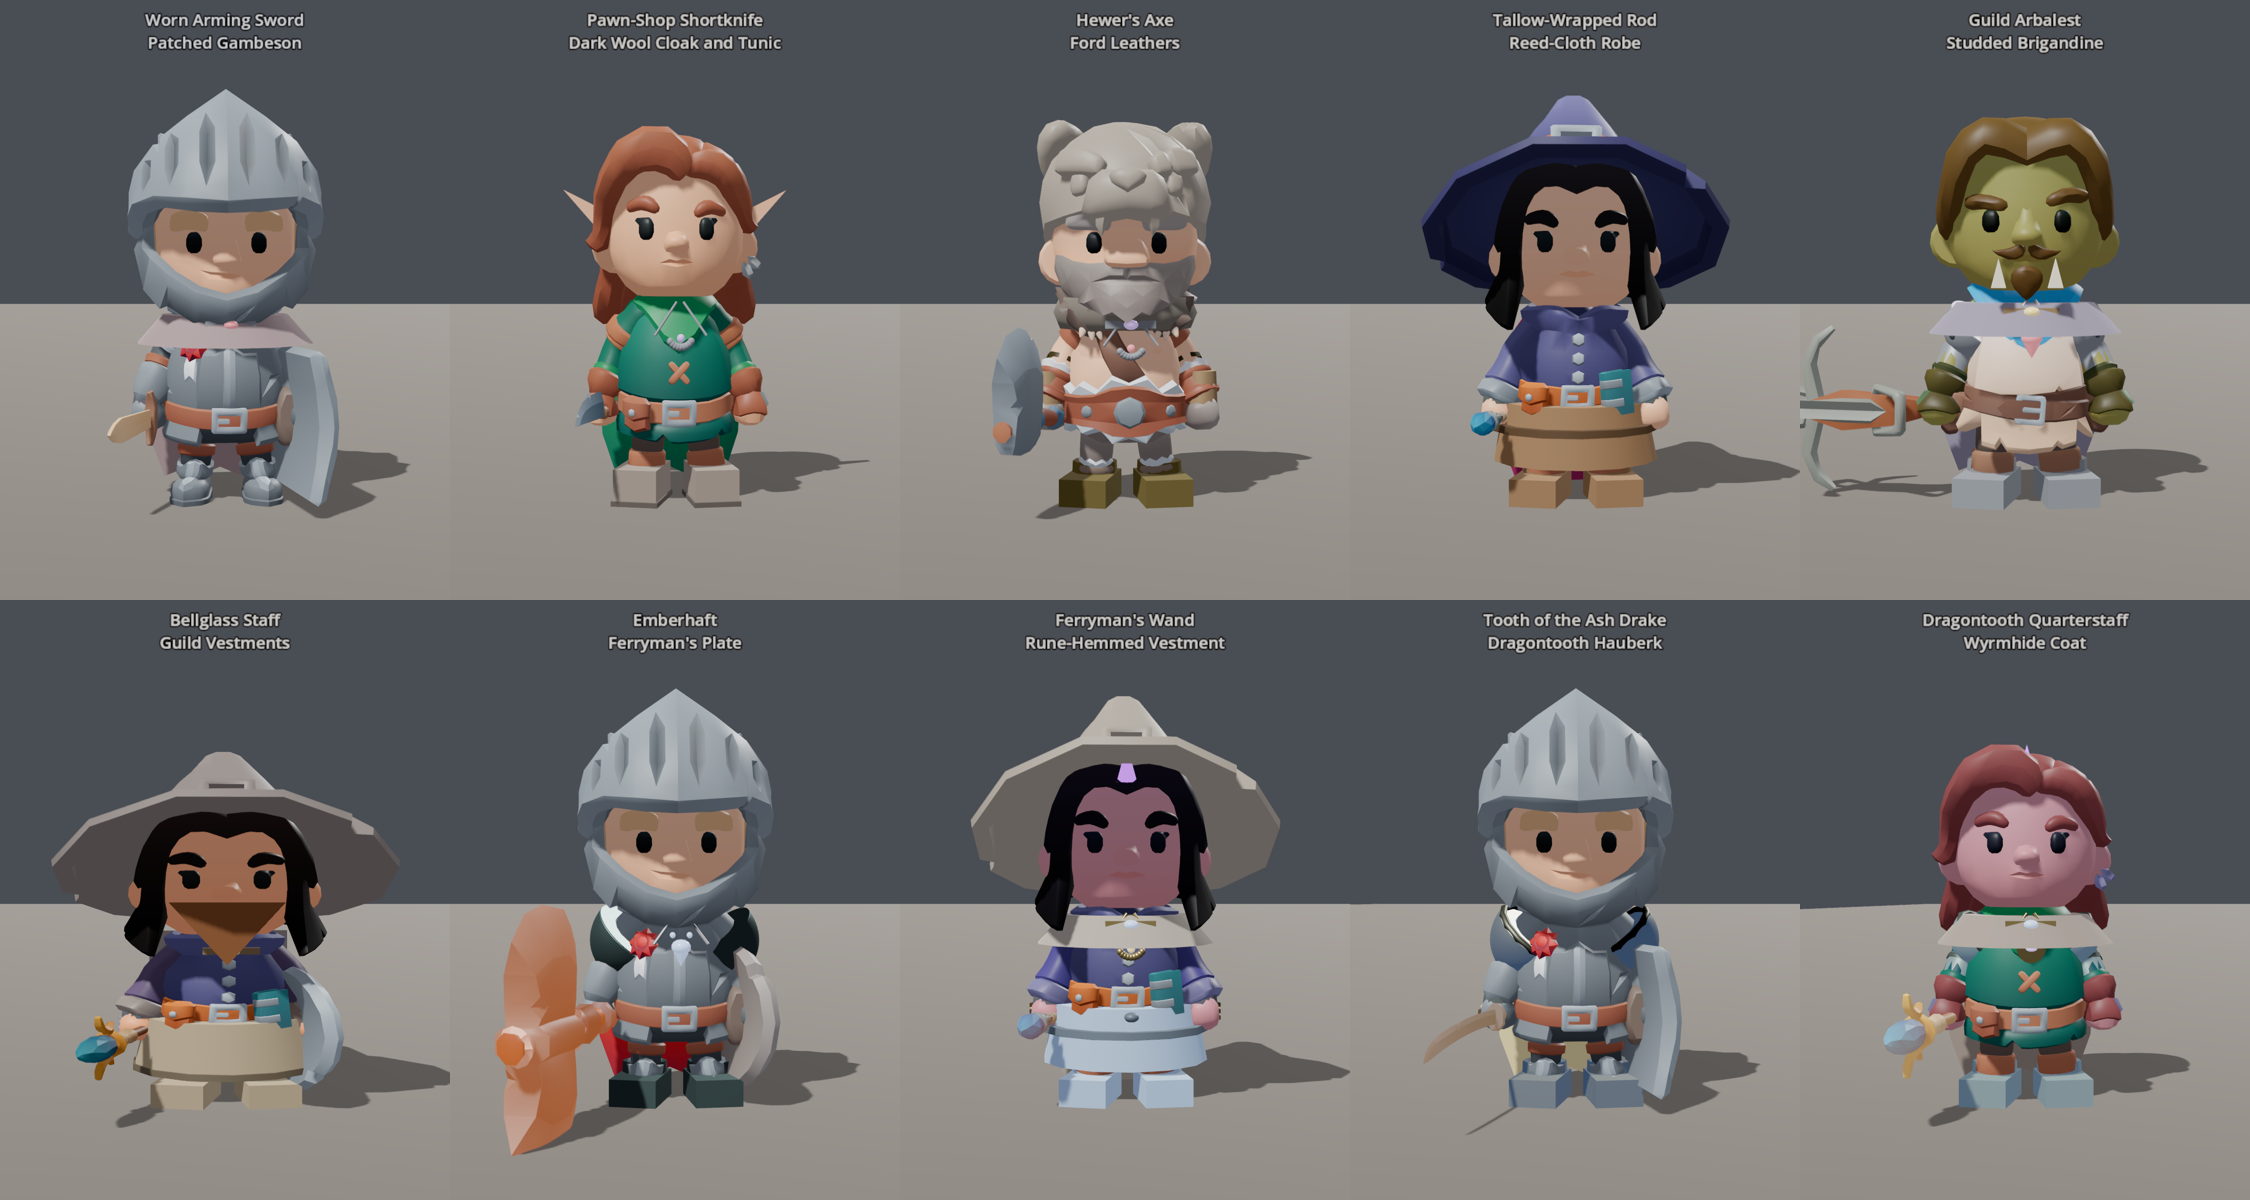 Worn Arming Sword
Patched Gambeson
Pawn-Shop Shortknife
Dark Wool Cloak and Tunic
Hewer's Axe
Ford Leathers
Tallow-Wrapped Rod
Reed-Cloth Robe
Guild Arbalest
Studded Brigandine
Bellglass Staff
Guild Vestments
Emberhaft
Ferryman's Plate
Ferryman's Wand
Rune-Hemmed Vestment
Tooth of the Ash Drake
Dragontooth Hauberk
Dragontooth Quarterstaff
Wyrmhide Coat